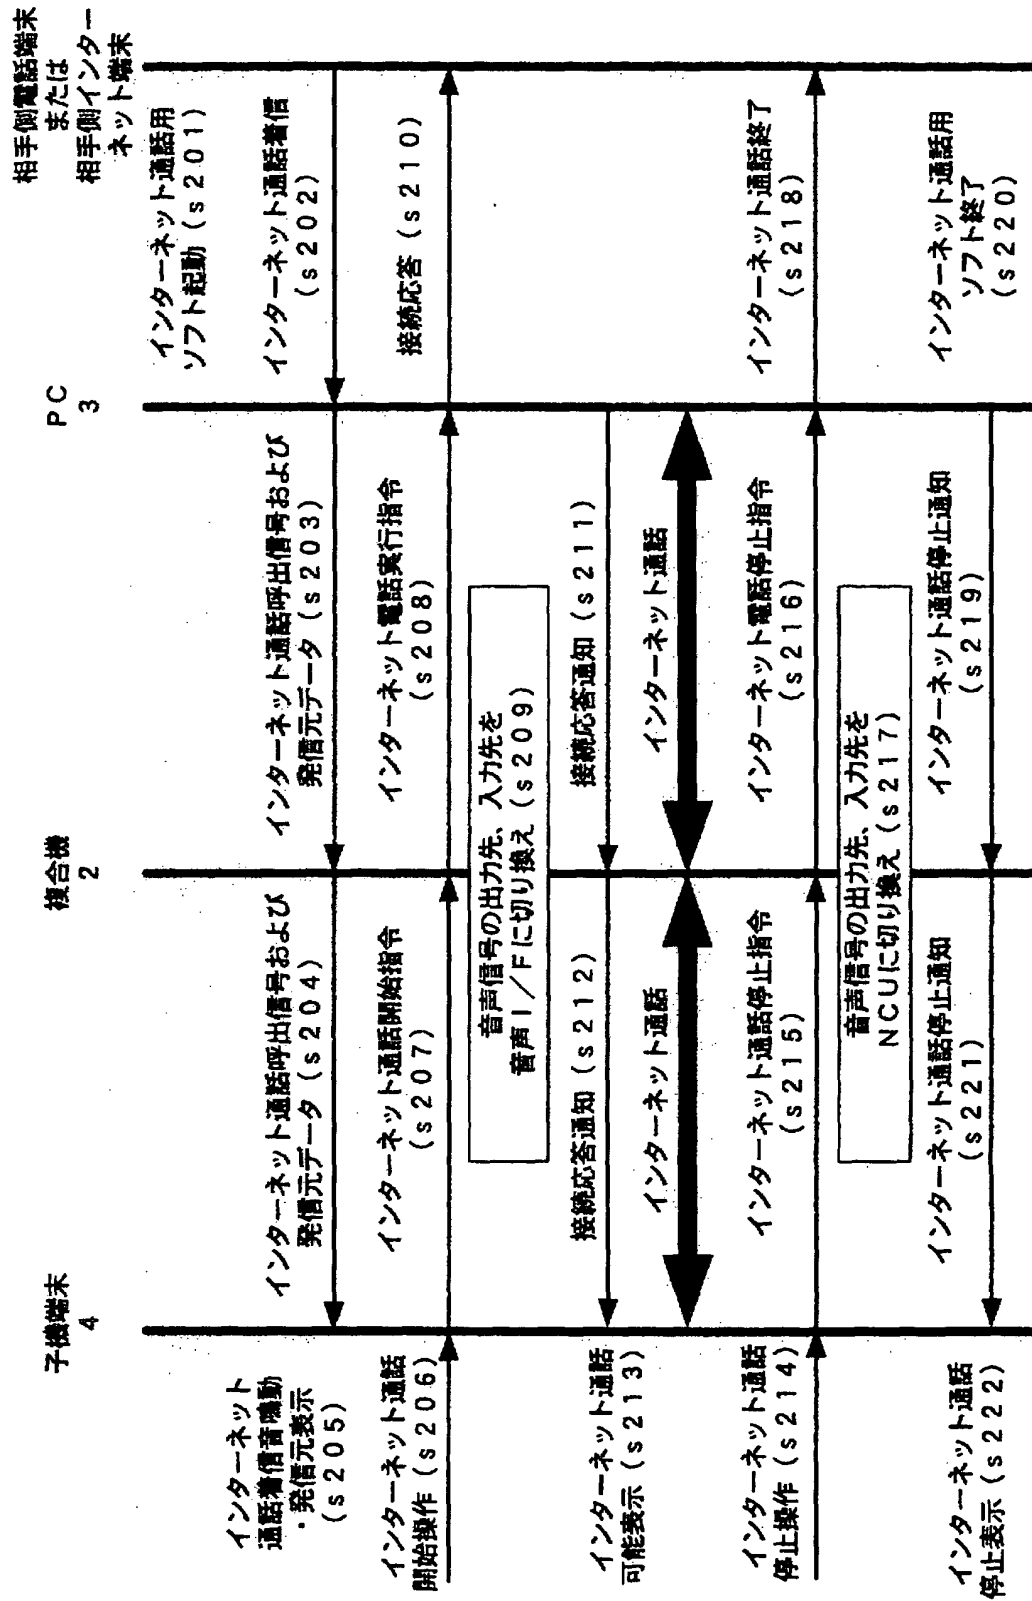 子機端末
4
複合機
2
PC
3
相手側電話端末
または
相手側インター
ネット端末
インターネット通話用
ソフト起動(s201)
インターネット通話着信
(s202)
インターネット通話呼出信号および
発信元データ(s203)
インターネット通話呼出信号および
発信元データ(s204)
インターネット
通話着信音鳴動
・発信元表示
(s205)
インターネット通話
開始操作(s206)
インターネット通話開始指令
(s207)
インターネット電話実行指令
(s208)
音声信号の出力先、入力先を
音声I/Fに切り換え(s209)
接続応答(s210)
接続応答通知(s211)
接続応答通知(s212)
インターネット通話
可能表示(s213)
インターネット通話
インターネット通話
インターネット通話
停止操作(s214)
インターネット通話停止指令
(s215)
インターネット電話停止指令
(s216)
音声信号の出力先、入力先を
NCUに切り換え(s217)
インターネット通話終了
(s218)
インターネット通話停止通知
(s219)
インターネット通話用
ソフト終了
(s220)
インターネット通話停止通知
(s221)
インターネット通話
停止表示(s222)